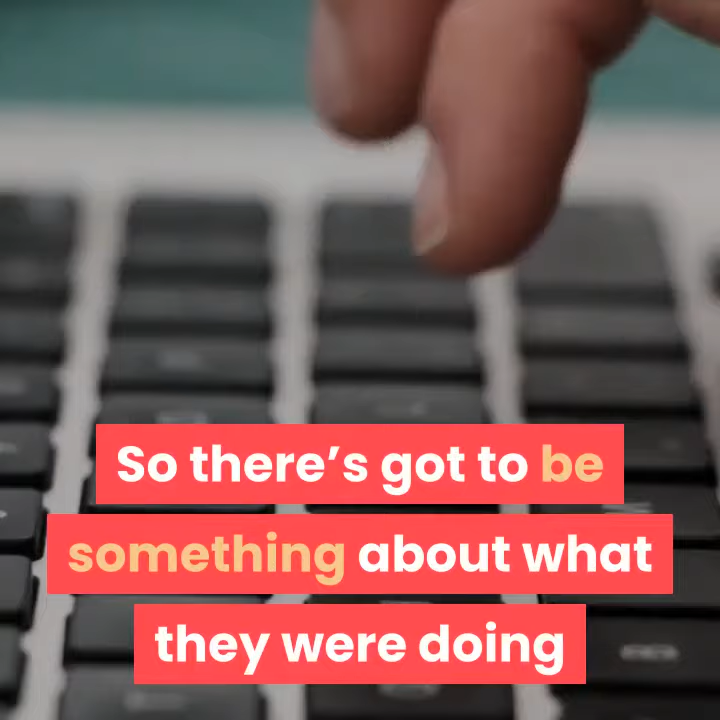 So there’s got to be
something about what
they were doing